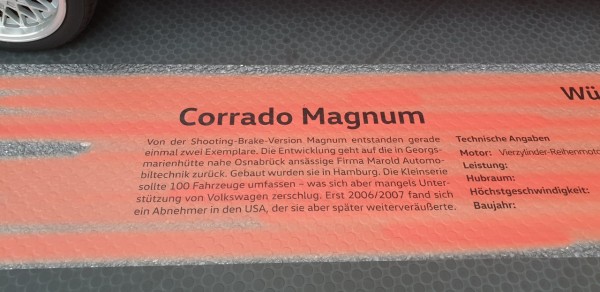 Wü
Corrado Magnum
Von der Shooting-Brake-Version Magnum entstanden gerade
einmal zwei Exemplare. Die Entwicklung geht auf die in Georgs-
marienhütte nahe Osnabrück ansässige Firma Marold Automo-
biltechnik zurück. Gebaut wurden sie in Hamburg. Die Kleinserie
sollte 100 Fahrzeuge umfassen – was sich aber mangels Unter-
stützung von Volkswagen zerschlug. Erst 2006/2007 fand sich
ein Abnehmer in den USA, der sie aber später weiterveräußerte.
Technische Angaben
Motor: Vierzylinder-Reihenmoto
Leistung:
Hubraum:
Höchstgeschwindigkeit:
Baujahr: